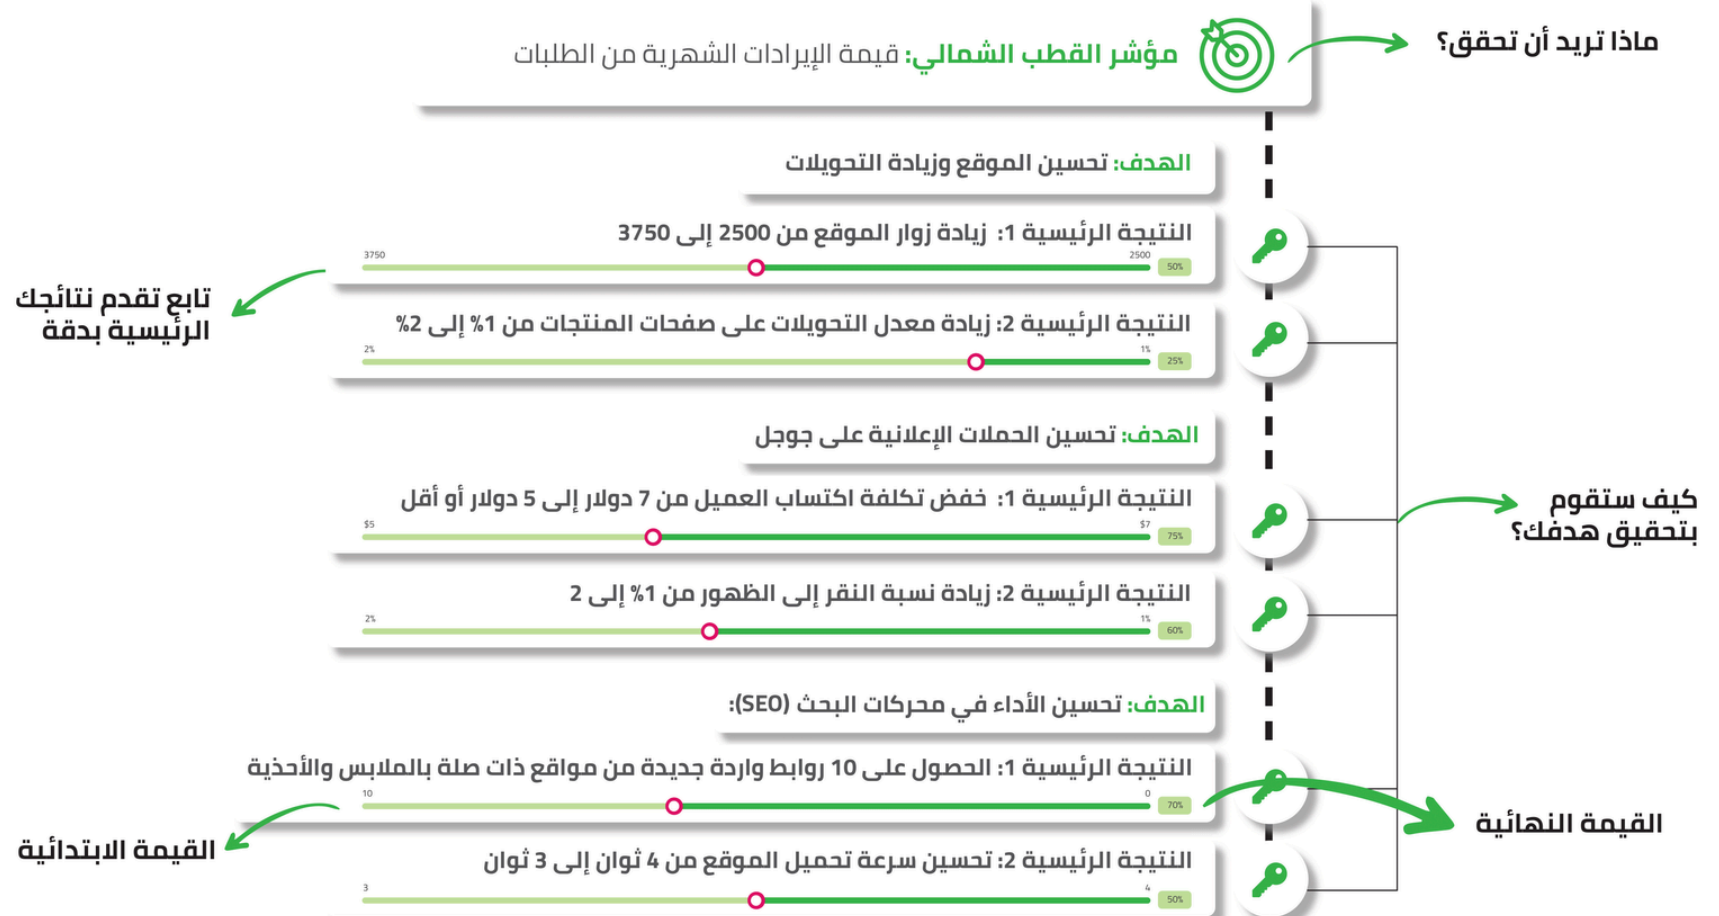 ماذا تريد أن تحقق؟
مؤشر القطب الشمالي: قيمة الإيرادات الشهرية من الطلبات
الهدف: تحسين الموقع وزيادة التحويلات
النتيجة الرئيسية 1: زيادة زوار الموقع من 2500 إلى 3750
2500
3750
50%
تابع تقدم نتائجك
الرئيسية بدقة
النتيجة الرئيسية 2: زيادة معدل التحويلات على صفحات المنتجات من 1% إلى 2%
1%
2%
25%
الهدف: تحسين الحملات الإعلانية على جوجل
النتيجة الرئيسية 1: خفض تكلفة اكتساب العميل من 7 دولار إلى 5 دولار أو أقل
$7
$5
75%
كيف ستقوم
بتحقيق هدفك؟
النتيجة الرئيسية 2: زيادة نسبة النقر إلى الظهور من 1% إلى 2
1%
2%
60%
الهدف: تحسين الأداء في محركات البحث (SEO):
النتيجة الرئيسية 1: الحصول على 10 روابط واردة جديدة من مواقع ذات صلة بالملابس والأحذية
0
10
70%
القيمة النهائية
القيمة الابتدائية
النتيجة الرئيسية 2: تحسين سرعة تحميل الموقع من 4 ثوان إلى 3 ثوان
4
3
50%